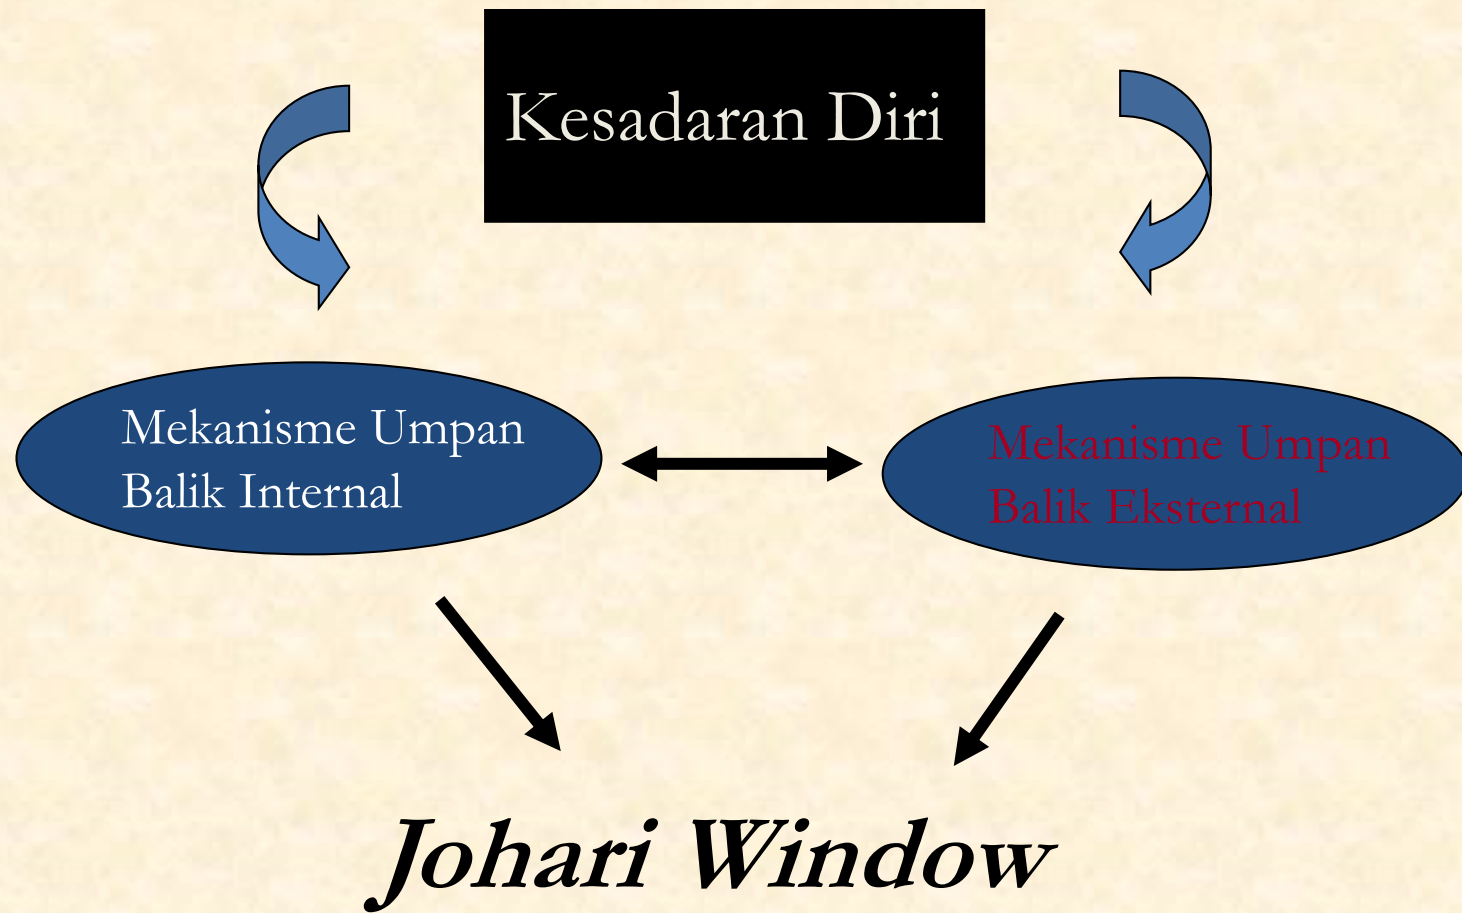 Kesadaran Diri
Mekanisme Umpan
Balik Internal
Mekanisme Umpan
Balik Eksternal
Johari Window